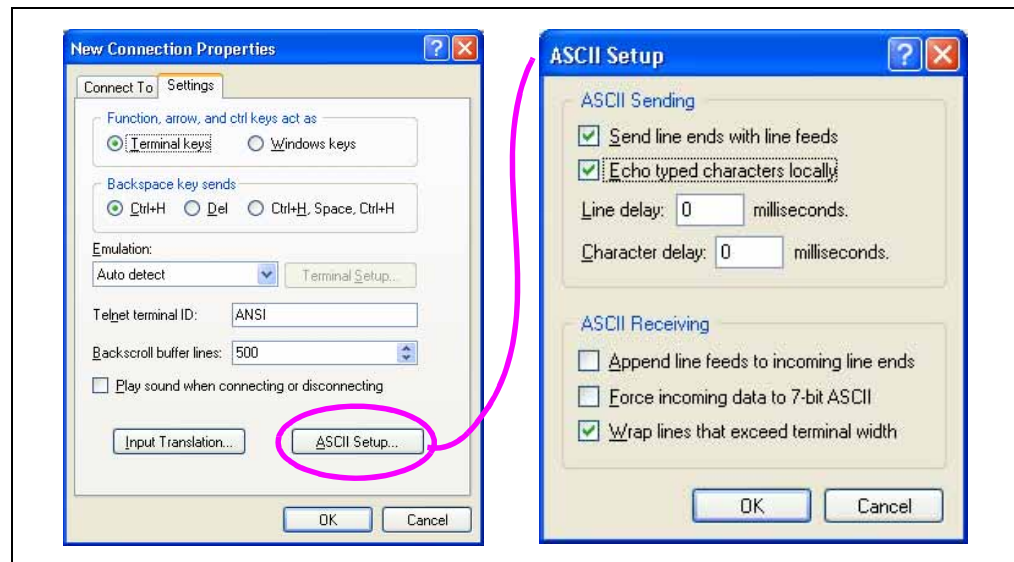 New Connection Properties
Connect To Settings
Function, arrow, and ctrl keys act as
Terminal keys Windows keys
Backspace key sends
Ctrl+H Del Ctrl+H, Space, Ctrl+H
Emulation:
Auto detect Terminal Setup...
Telnet terminal ID: ANSI
Backscroll buffer lines: 500
Play sound when connecting or disconnecting
Input Translation... ASCII Setup...
OK Cancel
ASCII Setup
ASCII Sending
Send line ends with line feeds
Echo typed characters locally
Line delay: 0 milliseconds.
Character delay: 0 milliseconds.
ASCII Receiving
Append line feeds to incoming line ends
Force incoming data to 7-bit ASCII
Wrap lines that exceed terminal width
OK Cancel